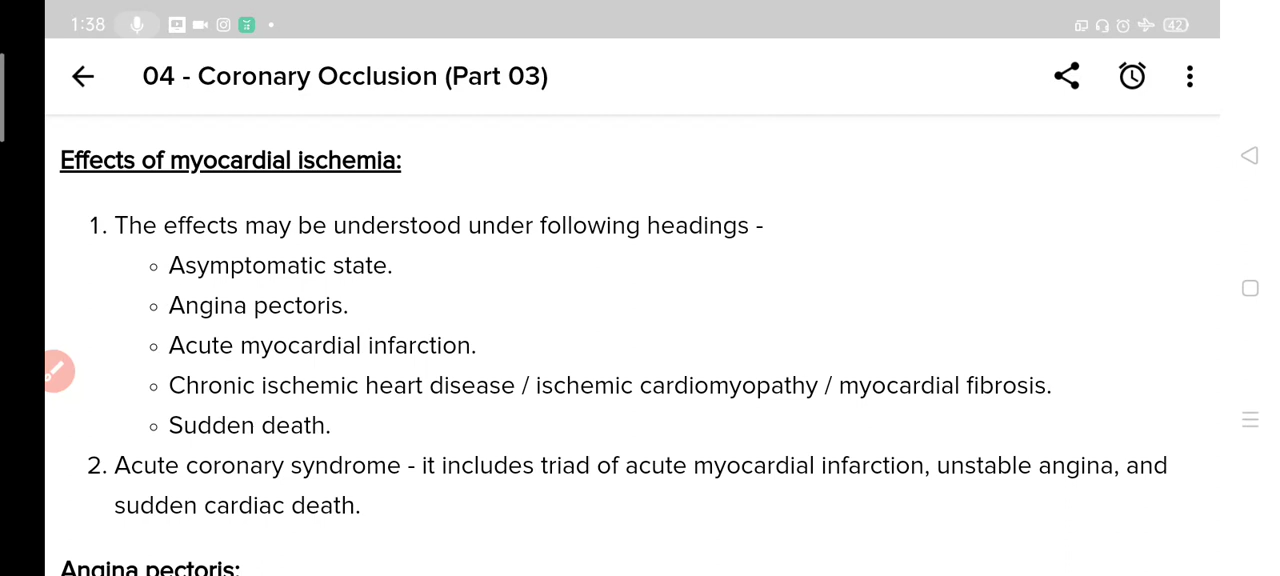 1:38
42
04 - Coronary Occlusion (Part 03)
Effects of myocardial ischemia:
1. The effects may be understood under following headings -
Asymptomatic state.
Angina pectoris.
Acute myocardial infarction.
Chronic ischemic heart disease / ischemic cardiomyopathy / myocardial fibrosis.
Sudden death.
2. Acute coronary syndrome - it includes triad of acute myocardial infarction, unstable angina, and
sudden cardiac death.
Angina pectoris: